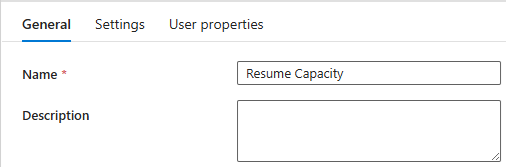 General Settings User properties
Name * Resume Capacity
Description